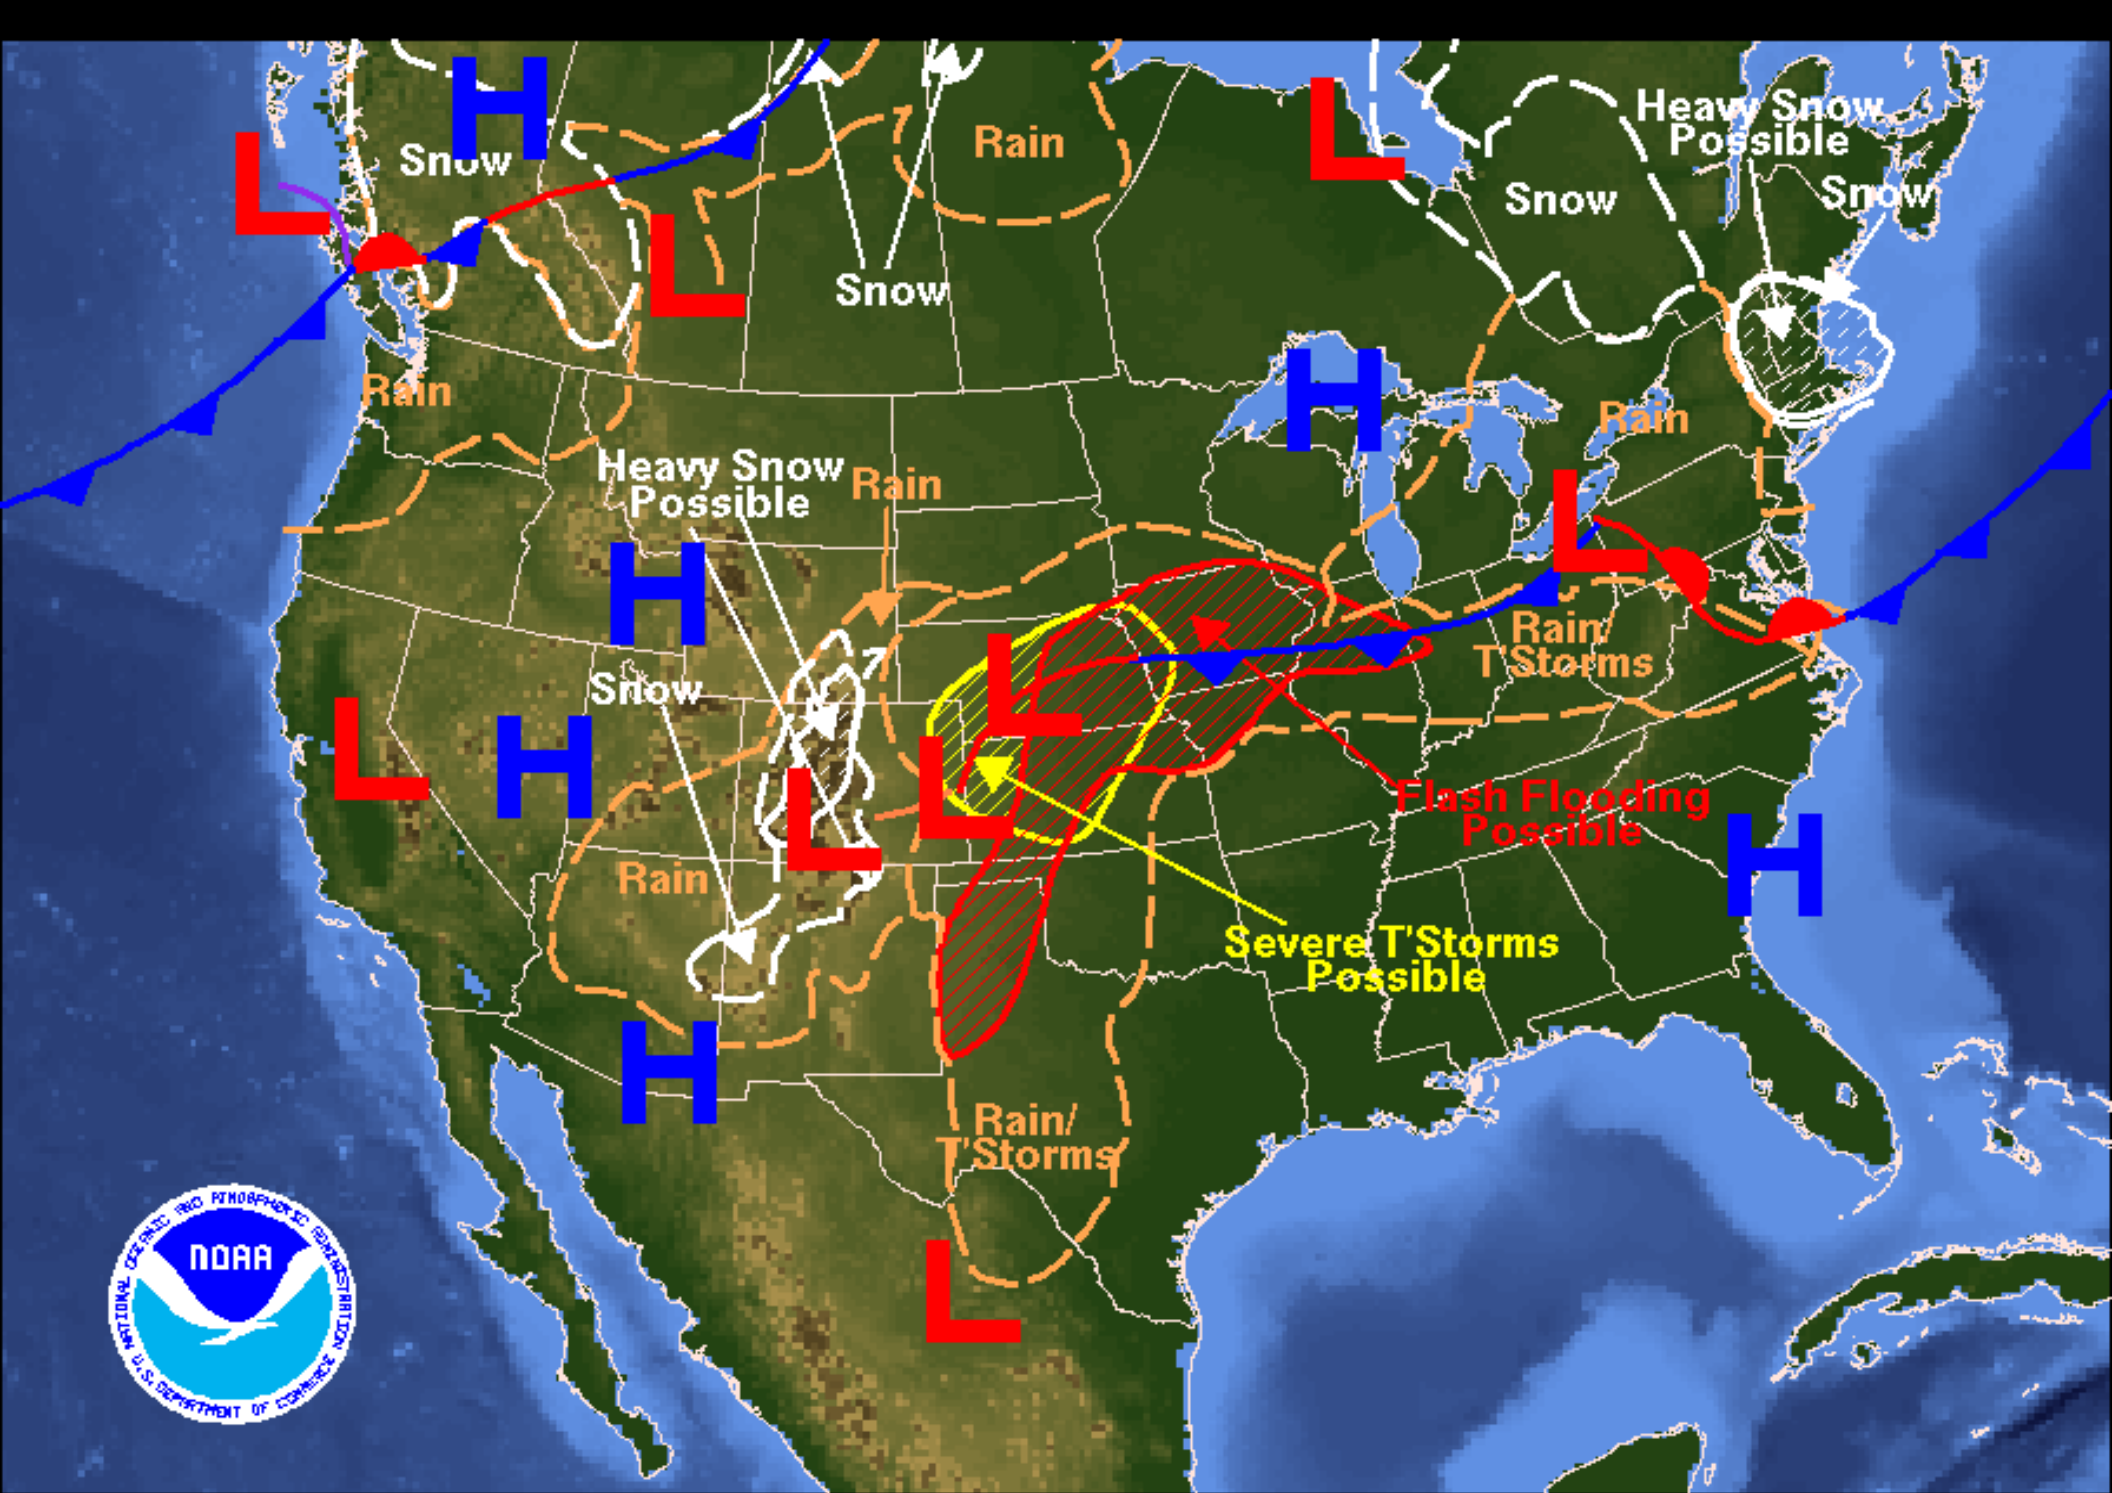 H
Snow
L
Snow
L
Rain
L
Snow
Heavy Snow
Possible
Snow
H
Rain
Rain
Heavy Snow
Possible
Rain
H
L
Snow
L
H
L
L
L
Rain/
T'Storms
Flash Flooding
Possible
Rain
H
Severe T'Storms
Possible
H
Rain/
T'Storms
L
NOAA
NATIONAL OCEANIC AND ATMOSPHERIC ADMINISTRATION
U.S. DEPARTMENT OF COMMERCE